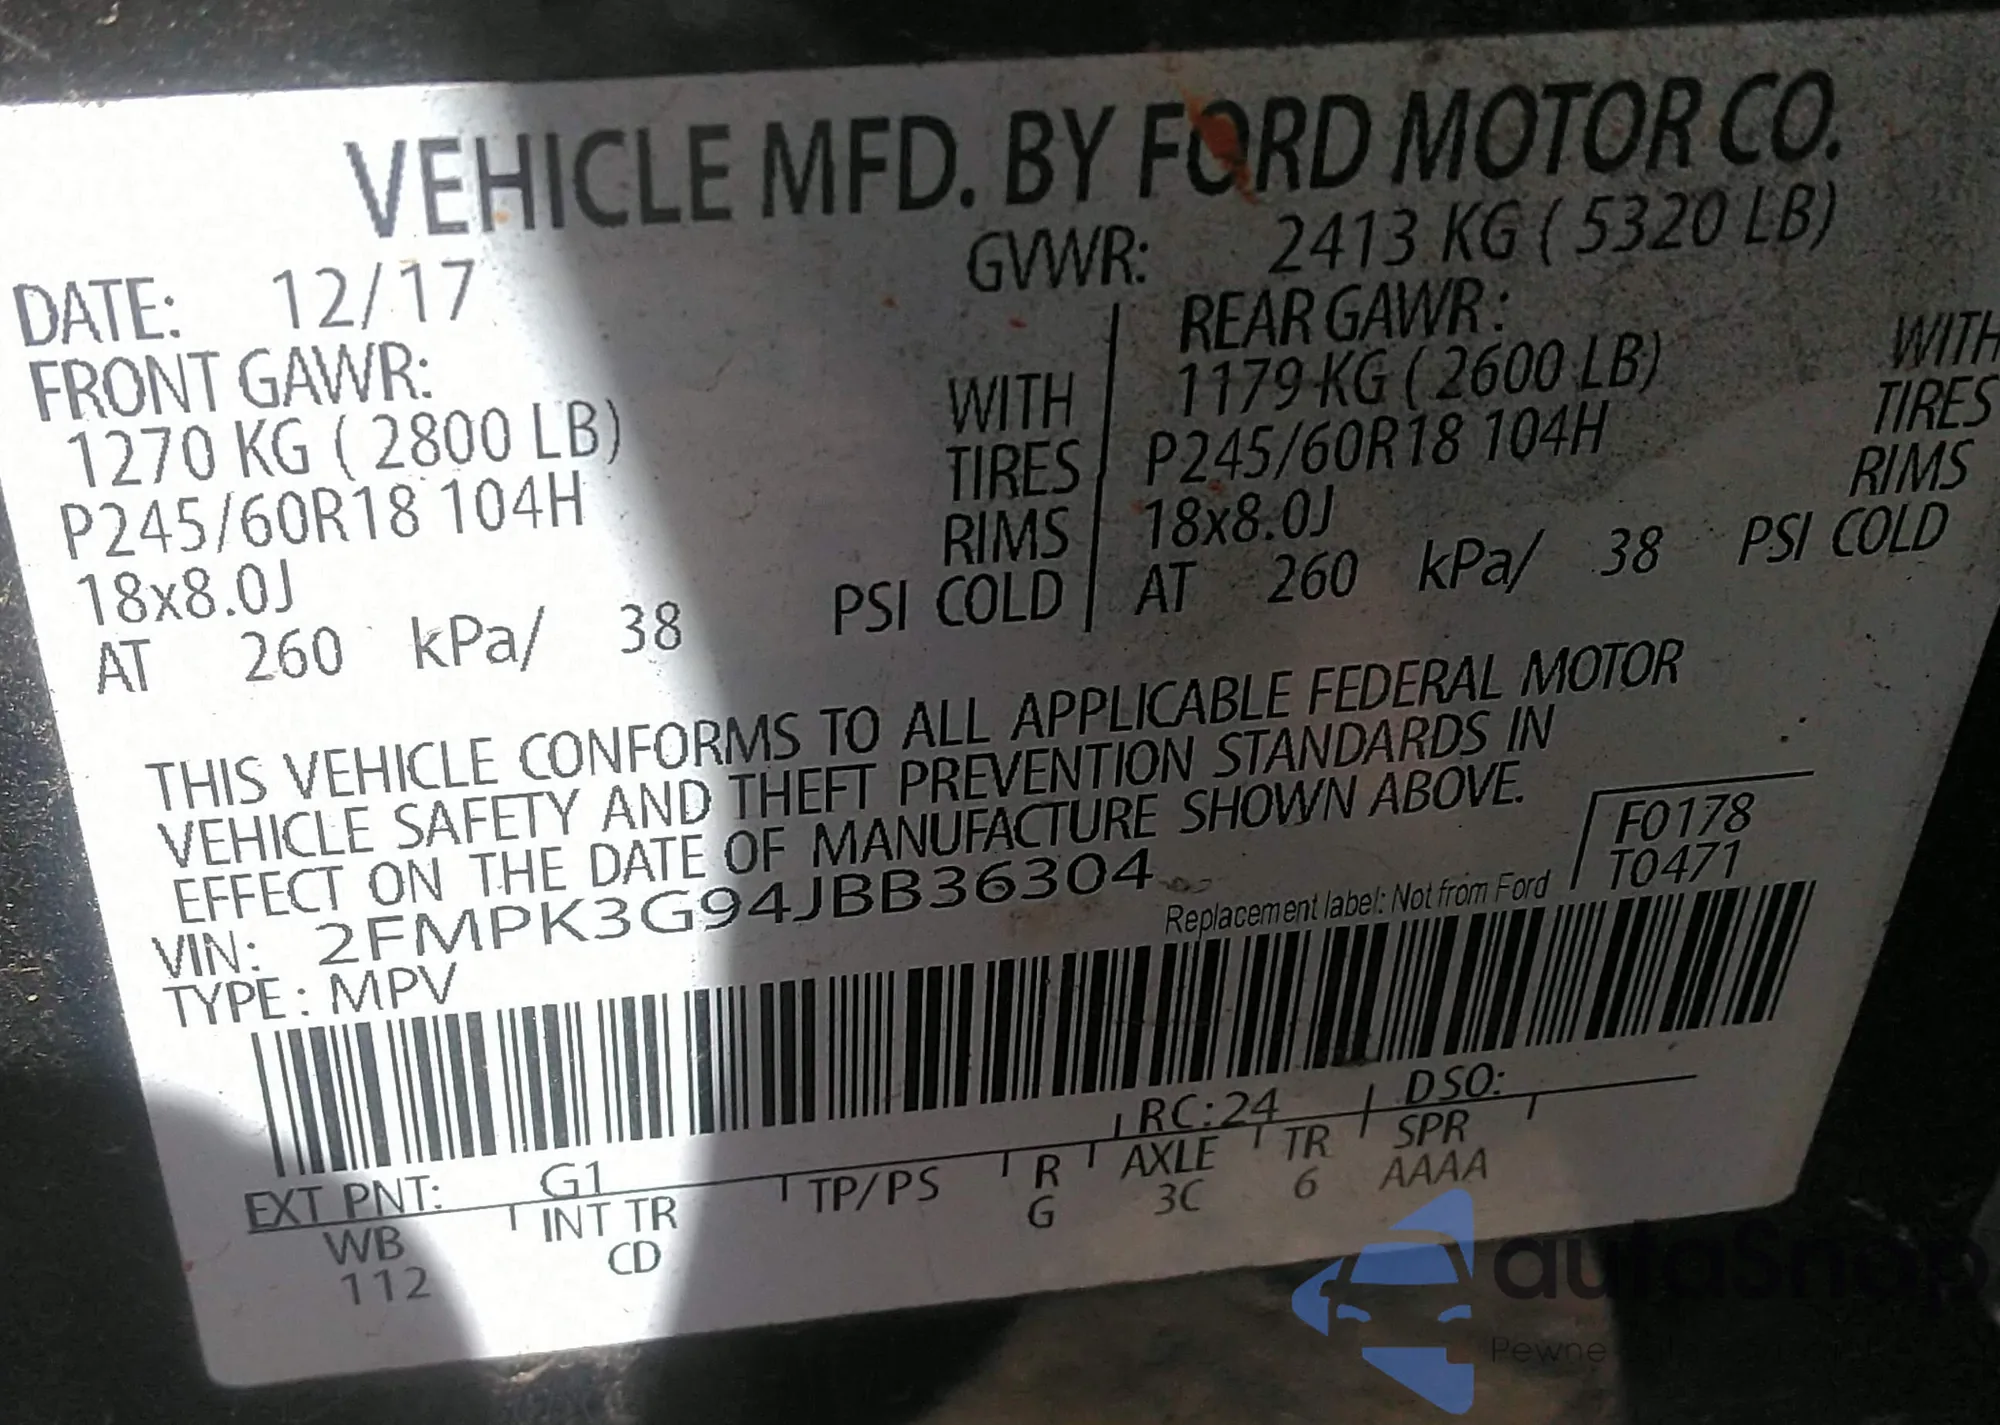 VEHICLE MFD. BY FORD MOTOR CO.
DATE: 12/17 GVWR: 2413 KG ( 5320 LB)
FRONT GAWR: REAR GAWR:
1270 KG ( 2800 LB) WITH 1179 KG ( 2600 LB) WITH
P245/60R18 104H TIRES P245/60R18 104H TIRES
18x8.0J RIMS 18x8.0J RIMS
AT 260 kPa/ 38 PSI COLD AT 260 kPa/ 38 PSI COLD
THIS VEHICLE CONFORMS TO ALL APPLICABLE FEDERAL MOTOR
VEHICLE SAFETY AND THEFT PREVENTION STANDARDS IN
EFFECT ON THE DATE OF MANUFACTURE SHOWN ABOVE.
F0178
T0471
VIN: 2FMPK3G94JBB36304
Replacement label: Not from Ford
TYPE: MPV
RC:24 DSO:
EXT PNT: G1
WB INT TR TP/PS R AXLE TR SPR
112 CD G 3C 6 AAAA
autaShop
Pewne